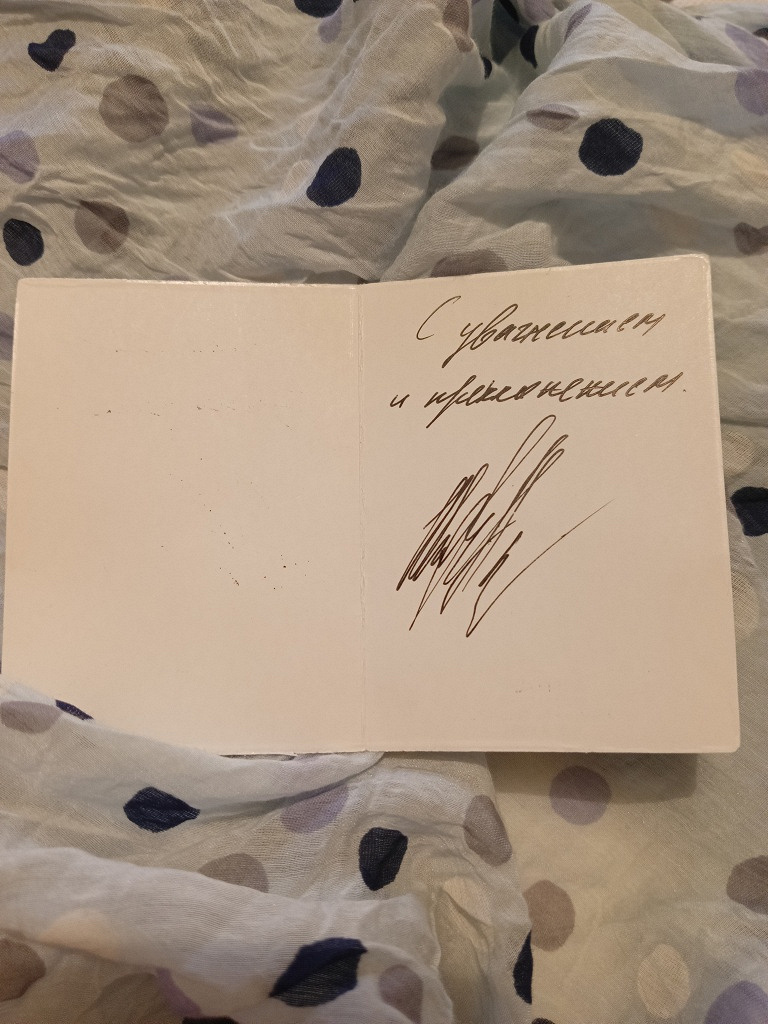 С уважением
и преклонением.